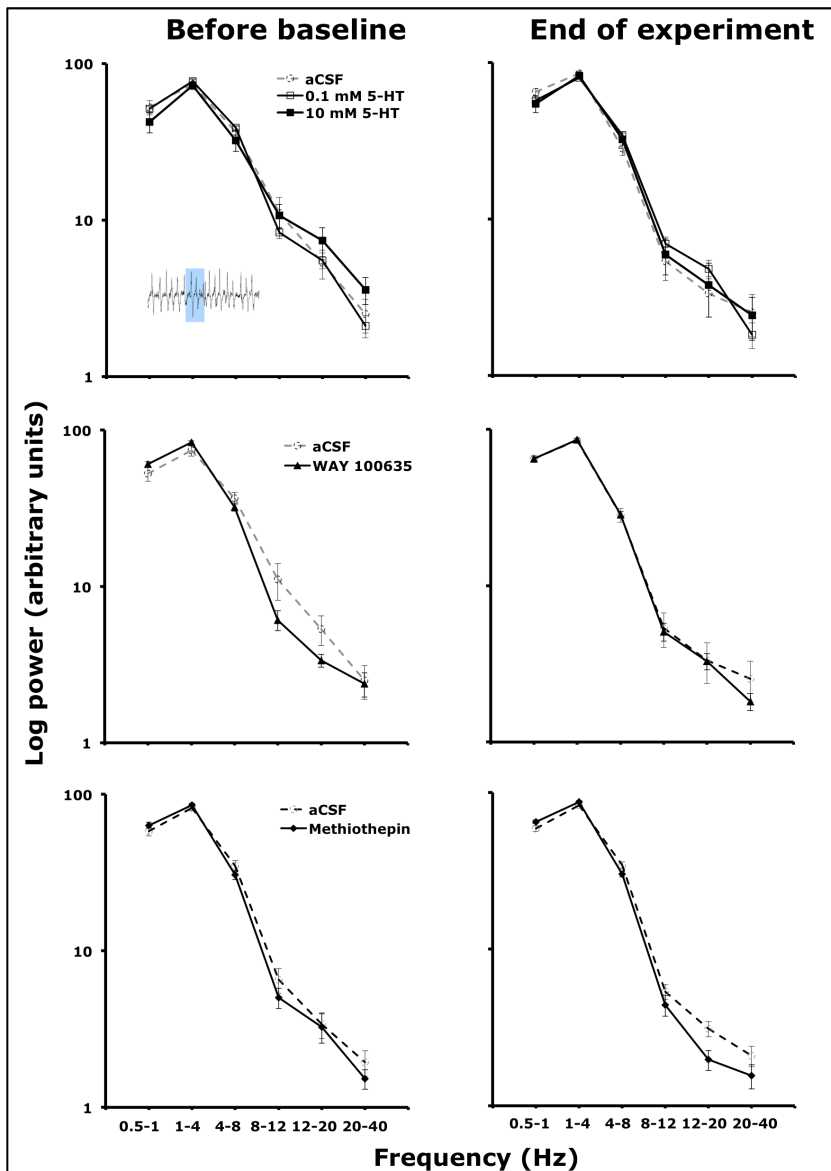 Before baseline
End of experiment
100
10
1
aCSF
0.1 mM 5-HT
10 mM 5-HT
Log power (arbitrary units)
100
10
1
aCSF
WAY 100635
100
10
1
aCSF
Methiothepin
0.5-1 1-4 4-8 8-12 12-20 20-40
0.5-1 1-4 4-8 8-12 12-20 20-40
Frequency (Hz)